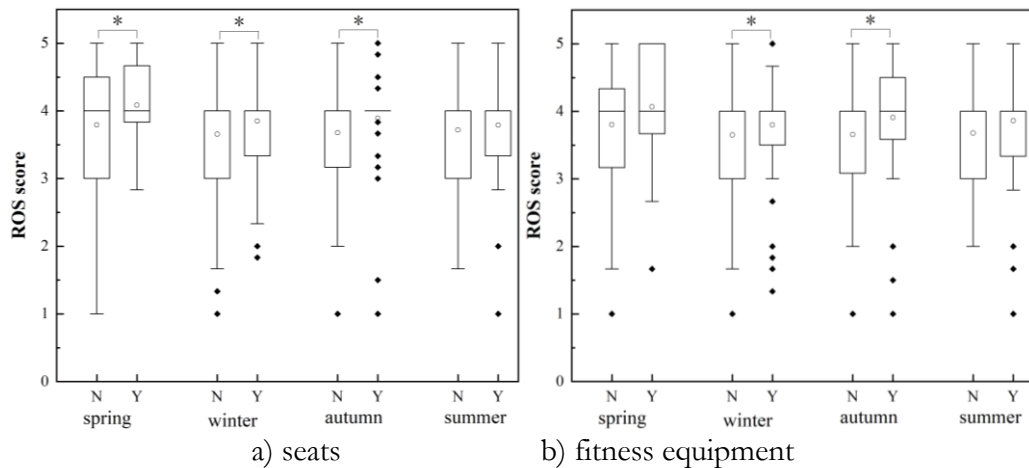 * * *
5
4
3
2
1
0
ROS score
N Y N Y N Y N Y
spring winter autumn summer
a) seats
* *
5
4
3
2
1
0
ROS score
N Y N Y N Y N Y
spring winter autumn summer
b) fitness equipment